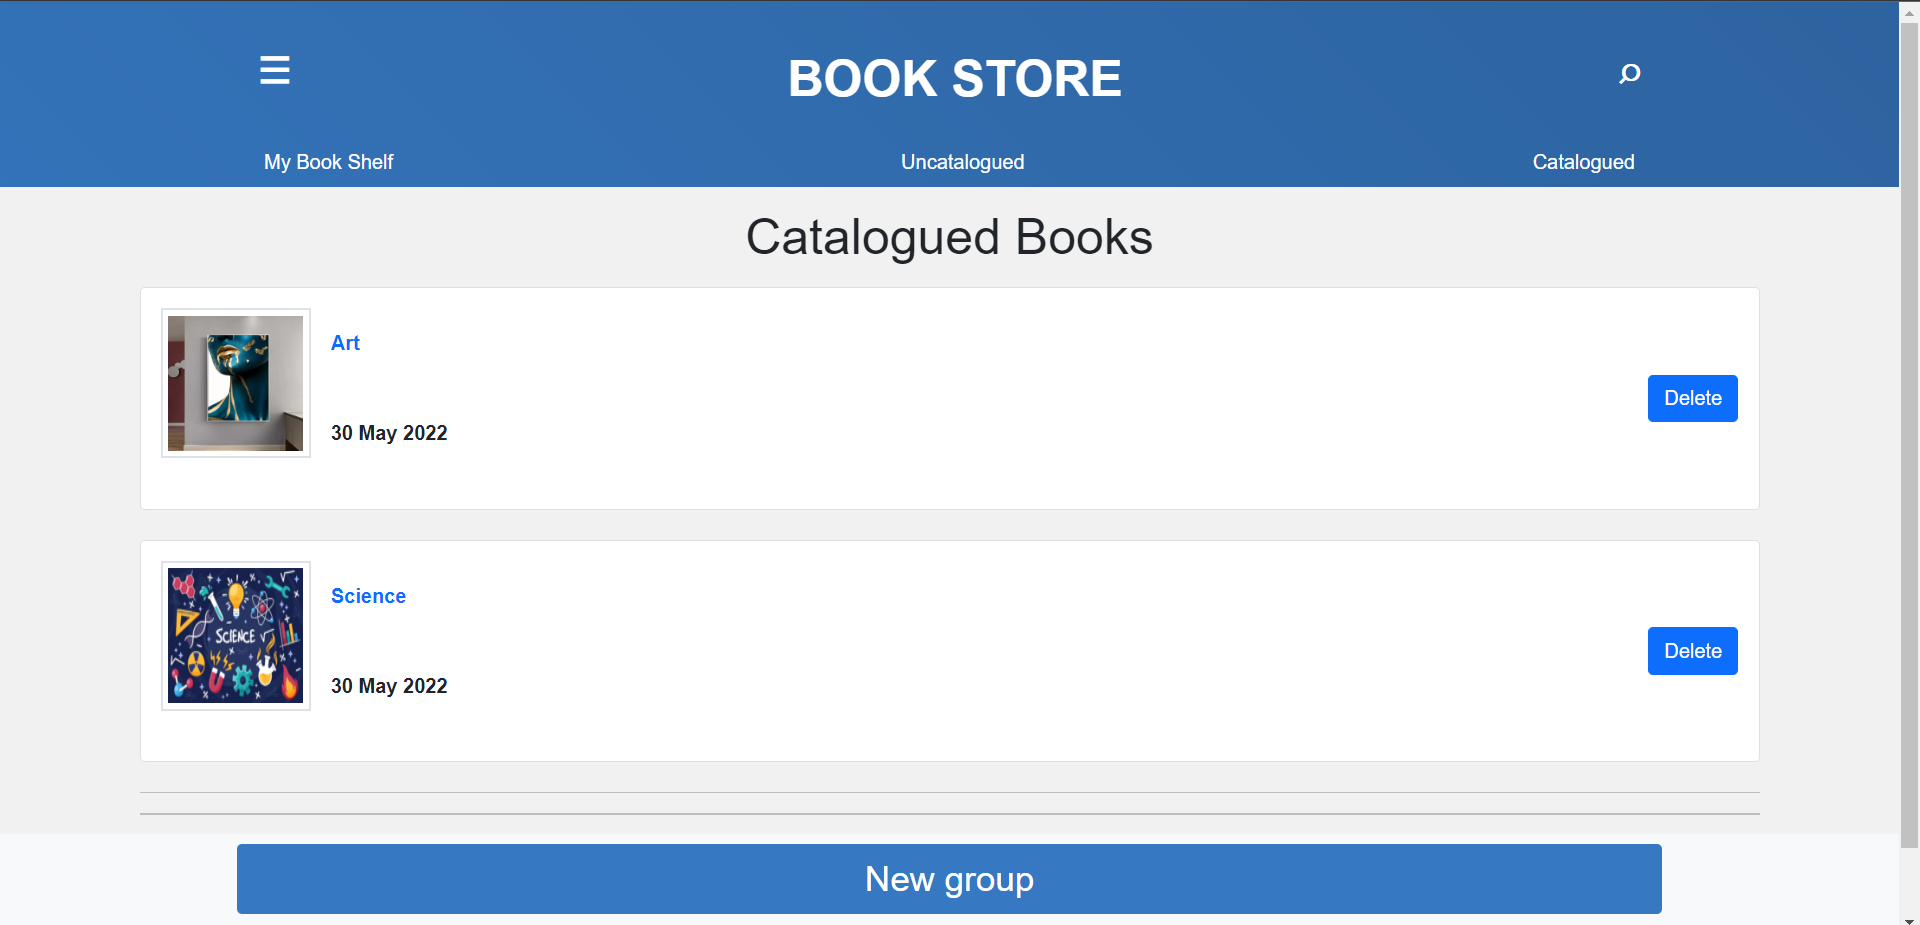 BOOK STORE
My Book Shelf Uncatalogued Catalogued
Catalogued Books
Art
Delete
30 May 2022
Science
SCIENCE
Delete
30 May 2022
New group